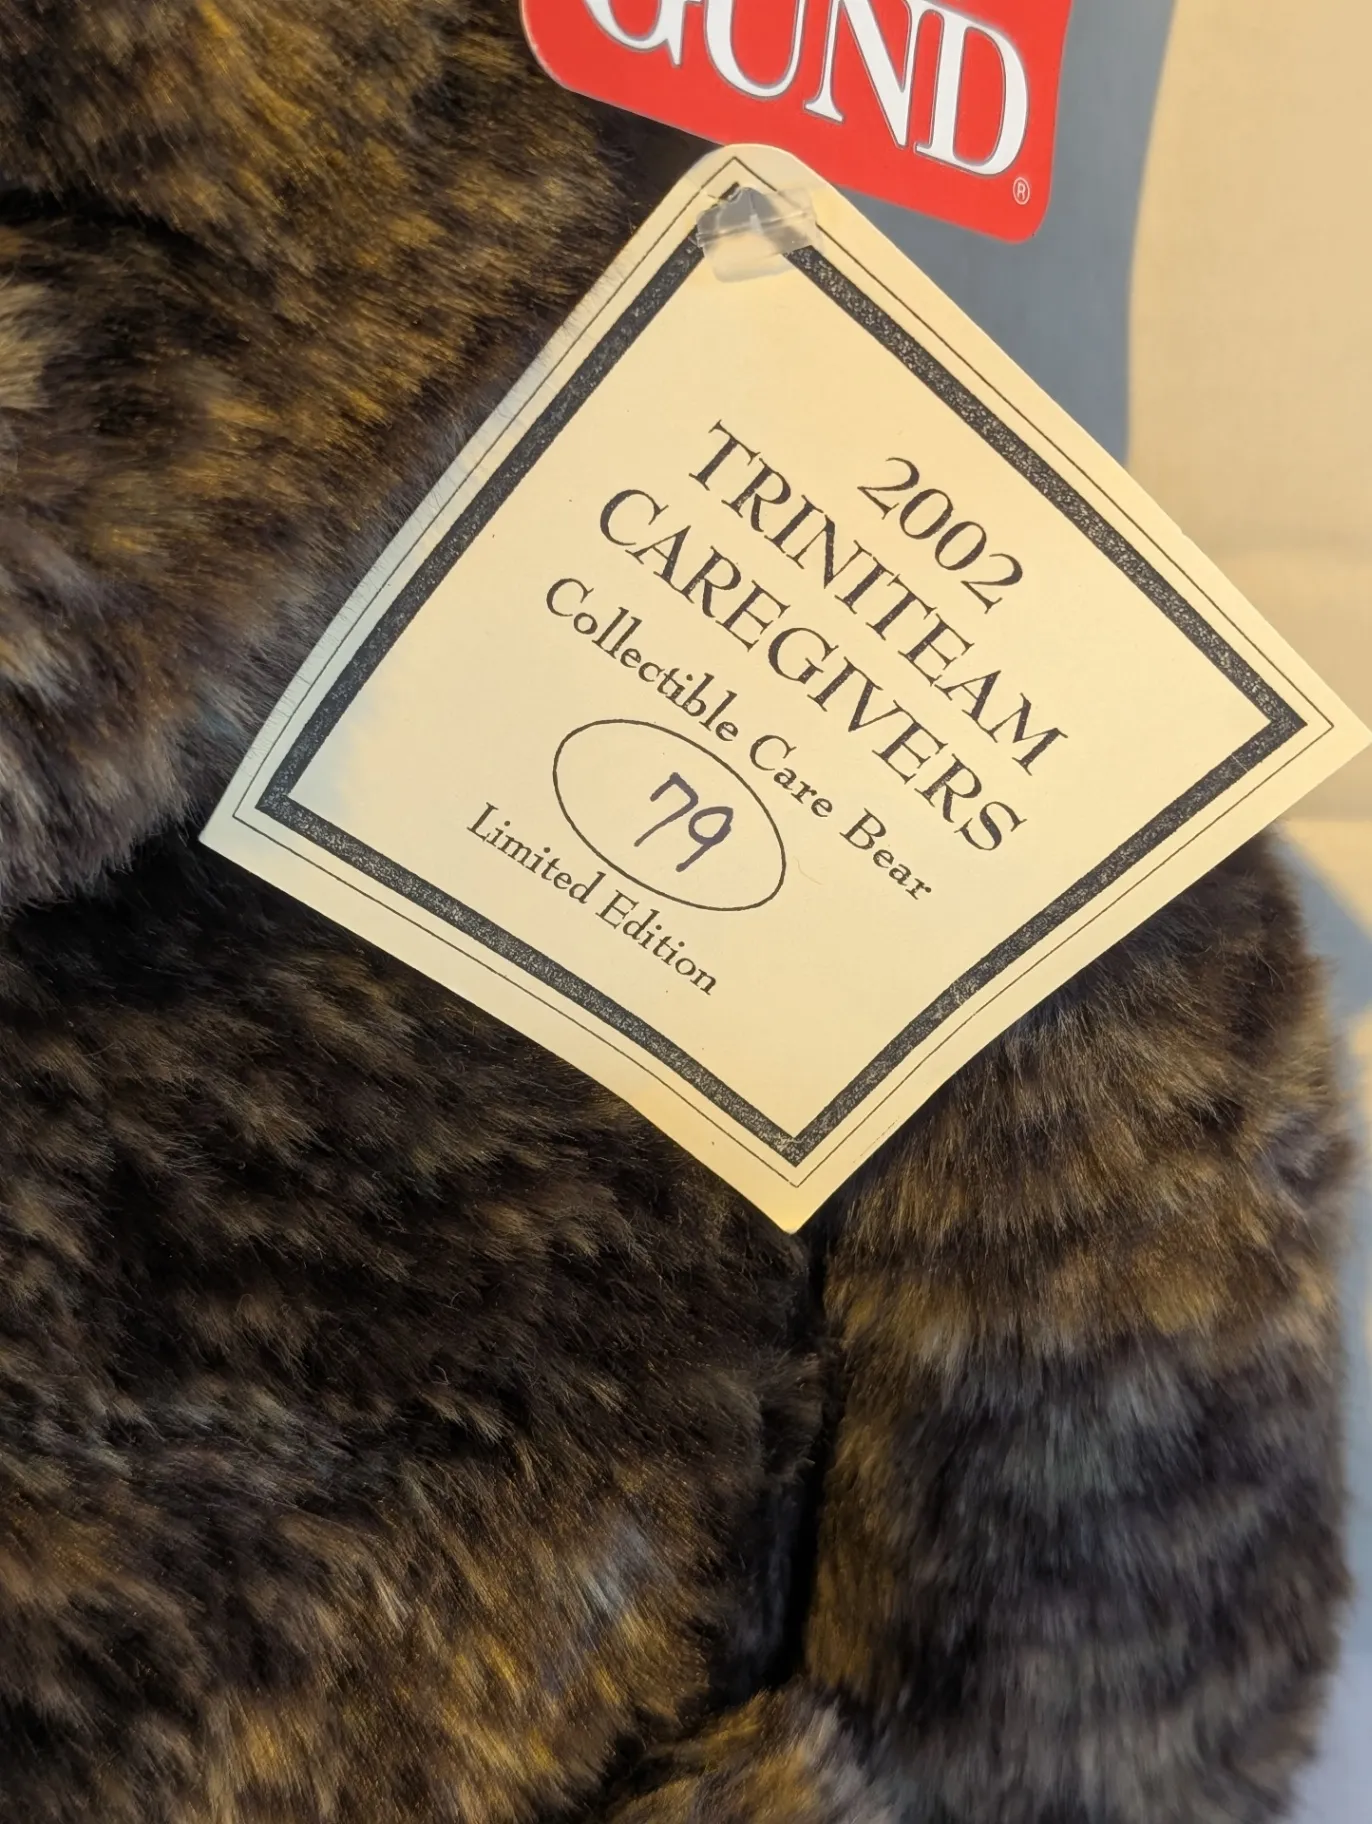 GUND
®
2002
TRINITEAM
CAREGIVERS
Collectible Care Bear
79
Limited Edition